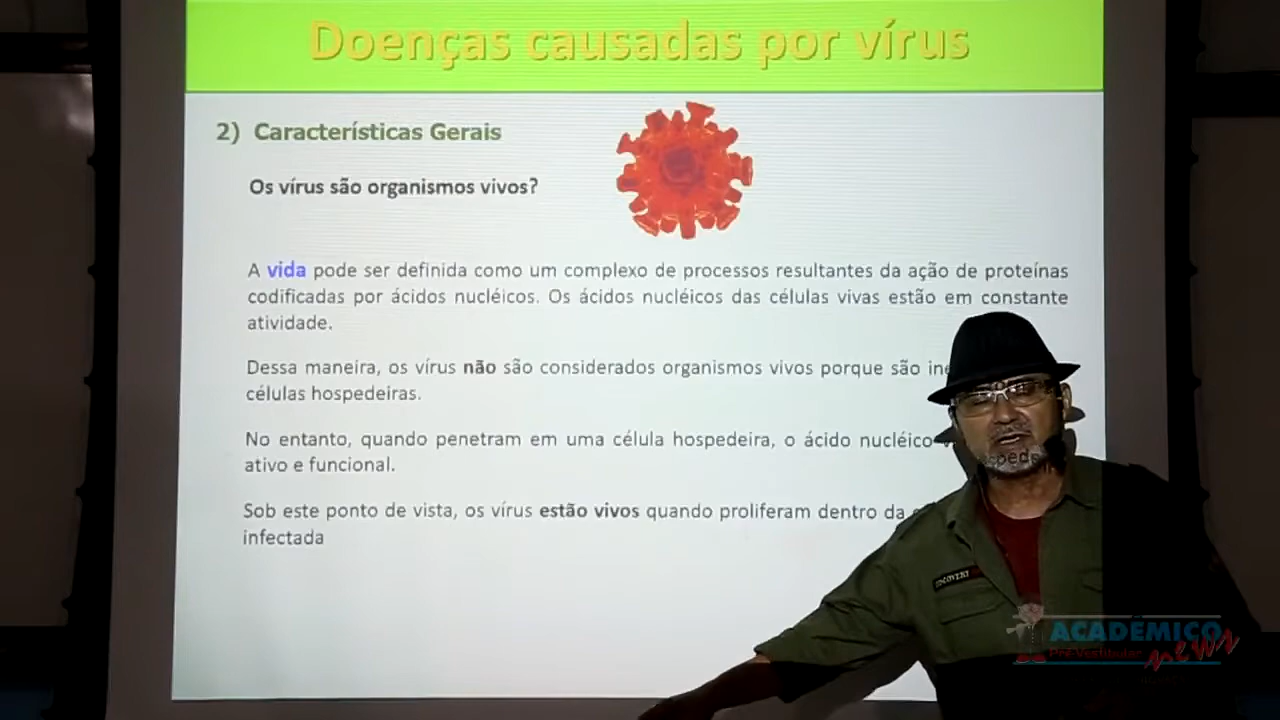 Doenças causadas por vírus
2) Características Gerais
Os vírus são organismos vivos?
A vida pode ser definida como um complexo de processos resultantes da ação de proteínas
codificadas por ácidos nucléicos. Os ácidos nucléicos das células vivas estão em constante
atividade.
Dessa maneira, os vírus não são considerados organismos vivos porque são
células hospedeiras.
No entanto, quando penetram em uma célula hospedeira, o ácido nucléico
ativo e funcional.
Sob este ponto de vista, os vírus estão vivos quando proliferam dentro da
infectada
ACADÊMICO
Pré-Vestibular news